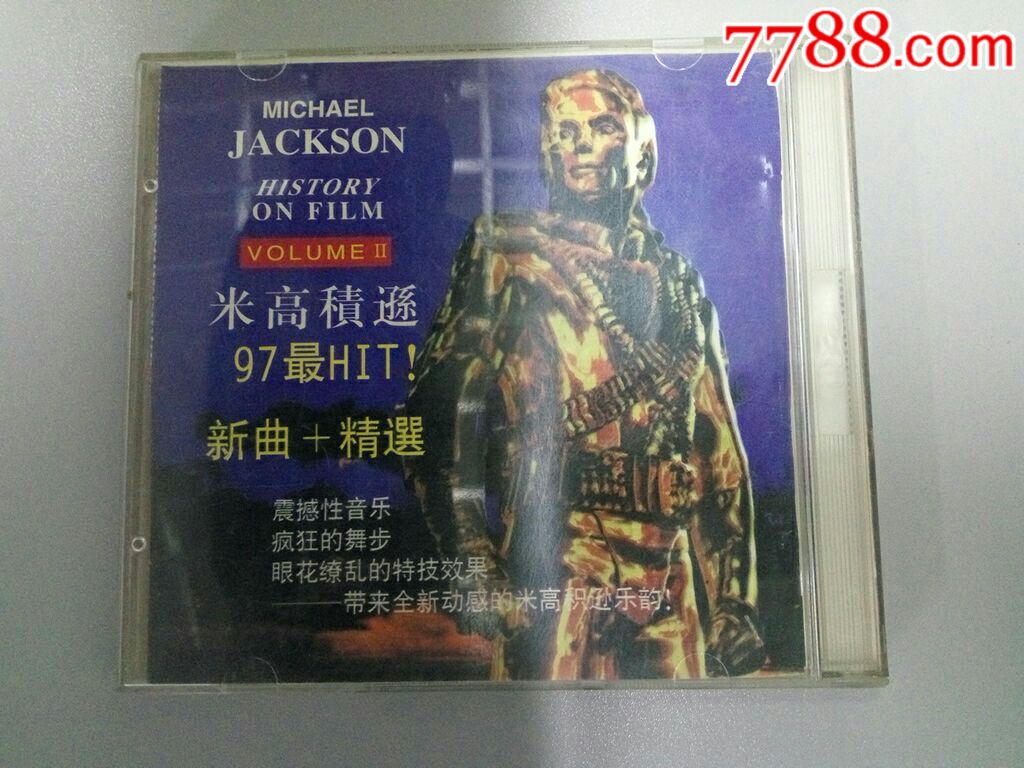 7788.com
MICHAEL
JACKSON
HISTORY
ON FILM
VOLUME II
米高積遜
97最HIT!
新曲+精選
震撼性音乐
疯狂的舞步
眼花缭乱的特技效果
——带来全新动感的米高积逊乐韵!